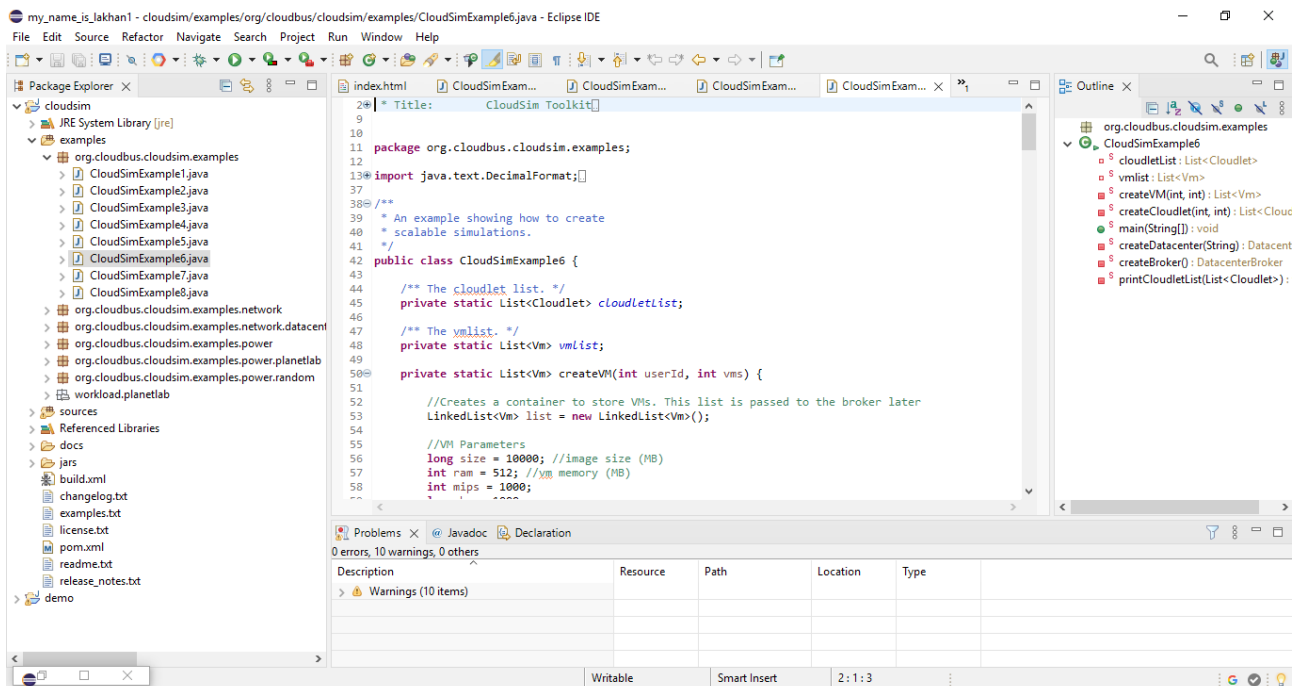 my_name_is_lakhan1 - cloudsim/examples/org/cloudbus/cloudsim/examples/CloudSimExample6.java - Eclipse IDE
File Edit Source Refactor Navigate Search Project Run Window Help
Package Explorer
cloudsim
JRE System Library [jre]
examples
org.cloudbus.cloudsim.examples
CloudSimExample1.java
CloudSimExample2.java
CloudSimExample3.java
CloudSimExample4.java
CloudSimExample5.java
CloudSimExample6.java
CloudSimExample7.java
CloudSimExample8.java
org.cloudbus.cloudsim.examples.network
org.cloudbus.cloudsim.examples.network.datacent
org.cloudbus.cloudsim.examples.power
org.cloudbus.cloudsim.examples.power.planetlab
org.cloudbus.cloudsim.examples.power.random
workload.planetlab
sources
Referenced Libraries
docs
jars
build.xml
changelog.txt
examples.txt
license.txt
pom.xml
readme.txt
release_notes.txt
demo
index.html CloudSimExam... CloudSimExam... CloudSimExam... CloudSimExam... »1
2 * Title: CloudSim Toolkit
9
10
11 package org.cloudbus.cloudsim.examples;
12
13 import java.text.DecimalFormat;
37
38 /**
39 * An example showing how to create
40 * scalable simulations.
41 */
42 public class CloudSimExample6 {
43
44 /** The cloudlet list. */
45 private static List<Cloudlet> cloudletList;
46
47 /** The vmlist. */
48 private static List<Vm> vmlist;
49
50 private static List<Vm> createVM(int userId, int vms) {
51
52 //Creates a container to store VMs. This list is passed to the broker later
53 LinkedList<Vm> list = new LinkedList<Vm>();
54
55 //VM Parameters
56 long size = 10000; //image size (MB)
57 int ram = 512; //vm memory (MB)
58 int mips = 1000;
Outline
org.cloudbus.cloudsim.examples
CloudSimExample6
cloudletList : List<Cloudlet>
vmlist : List<Vm>
createVM(int, int) : List<Vm>
createCloudlet(int, int) : List<Cloud
main(String[]) : void
createDatacenter(String) : Datacent
createBroker() : DatacenterBroker
printCloudletList(List<Cloudlet>) :
Problems @ Javadoc Declaration
0 errors, 10 warnings, 0 others
Description Resource Path Location Type
Warnings (10 items)
Writable Smart Insert 2 : 1 : 3